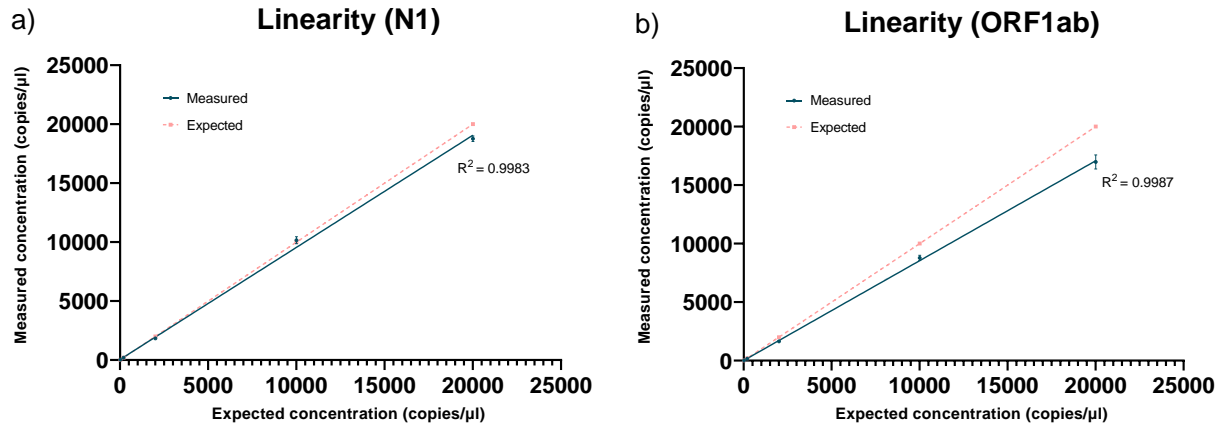 a)
Linearity (N1)
Measured concentration (copies/µl)
25000
20000
15000
10000
5000
0
Measured
Expected
R² = 0.9983
0 5000 10000 15000 20000 25000
Expected concentration (copies/µl)
b)
Linearity (ORF1ab)
Measured concentration (copies/µl)
25000
20000
15000
10000
5000
0
Measured
Expected
R² = 0.9987
0 5000 10000 15000 20000 25000
Expected concentration (copies/µl)